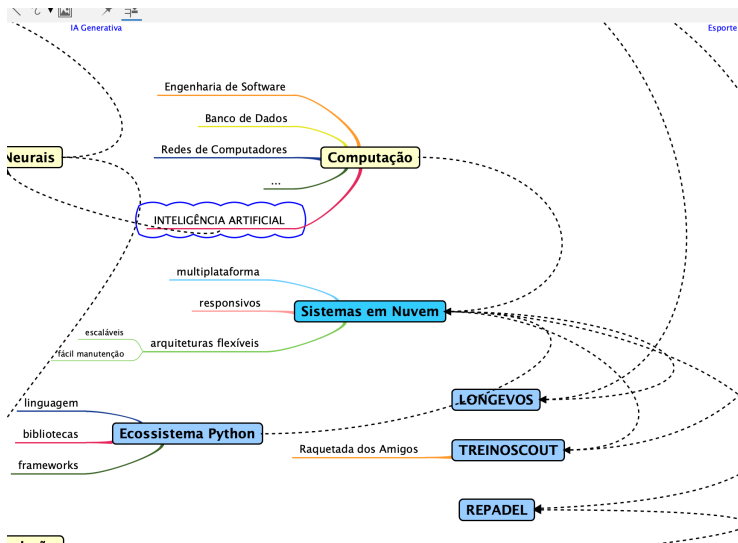 IA Generativa
Esporte
Engenharia de Software
Banco de Dados
Redes de Computadores
...
INTELIGÊNCIA ARTIFICIAL
Computação
Neurais
multiplataforma
responsivos
arquiteturas flexíveis
escaláveis
fácil manutenção
Sistemas em Nuvem
linguagem
bibliotecas
frameworks
Ecossistema Python
LONGEVOS
Raquetada dos Amigos
TREINOSCOUT
REPADEL